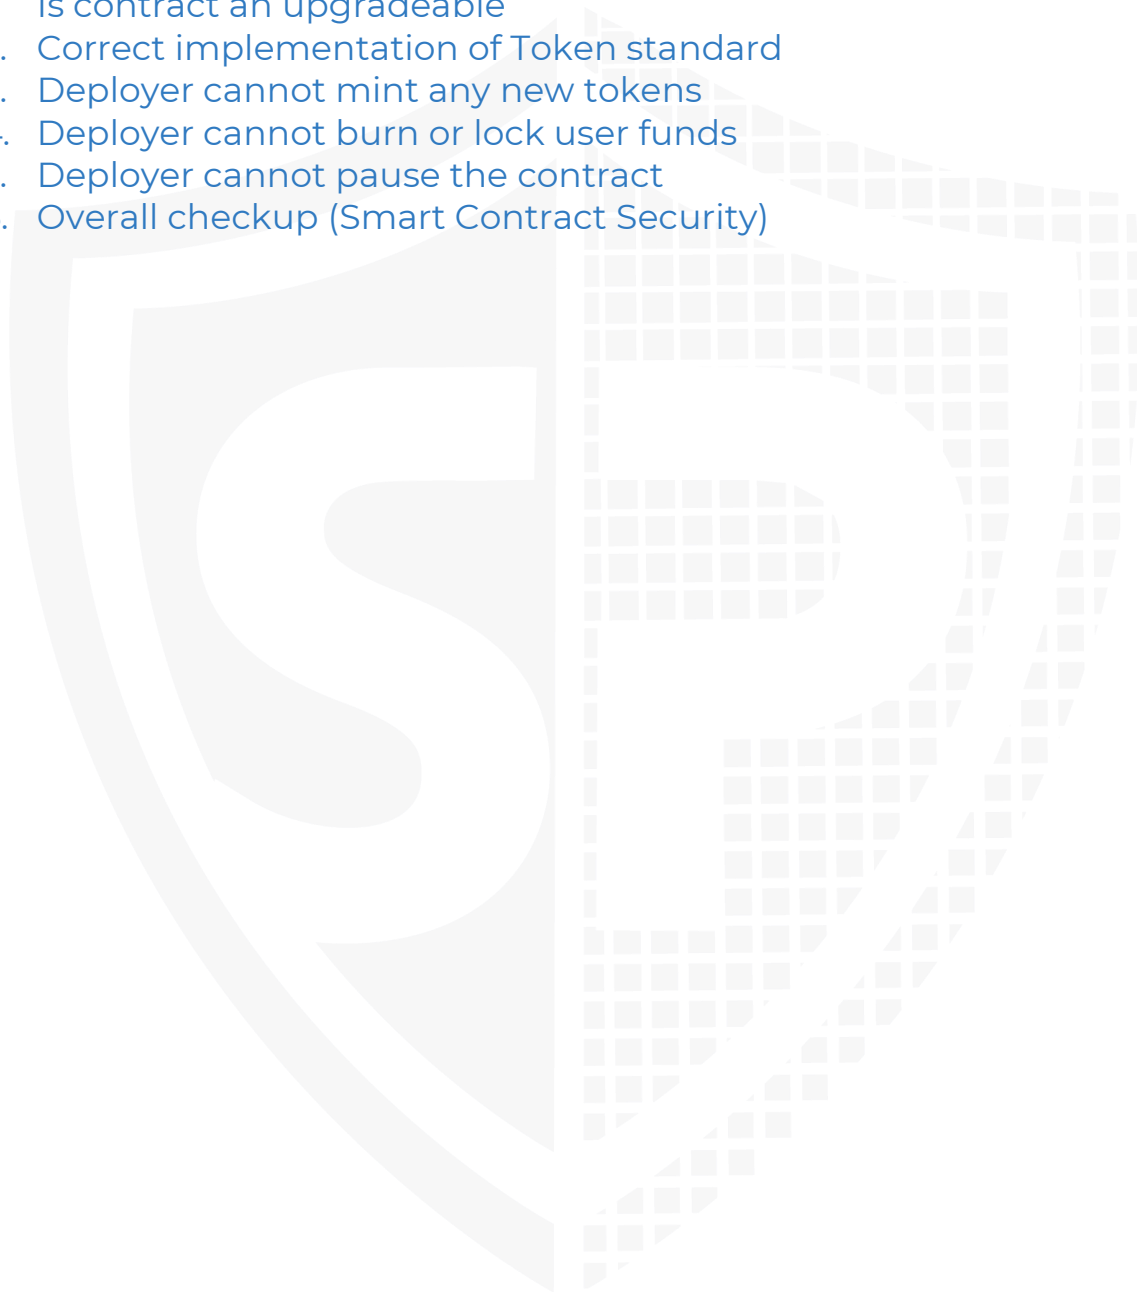 Is contract an upgradeable
. Correct implementation of Token standard
. Deployer cannot mint any new tokens
. Deployer cannot burn or lock user funds
. Deployer cannot pause the contract
. Overall checkup (Smart Contract Security)
SP